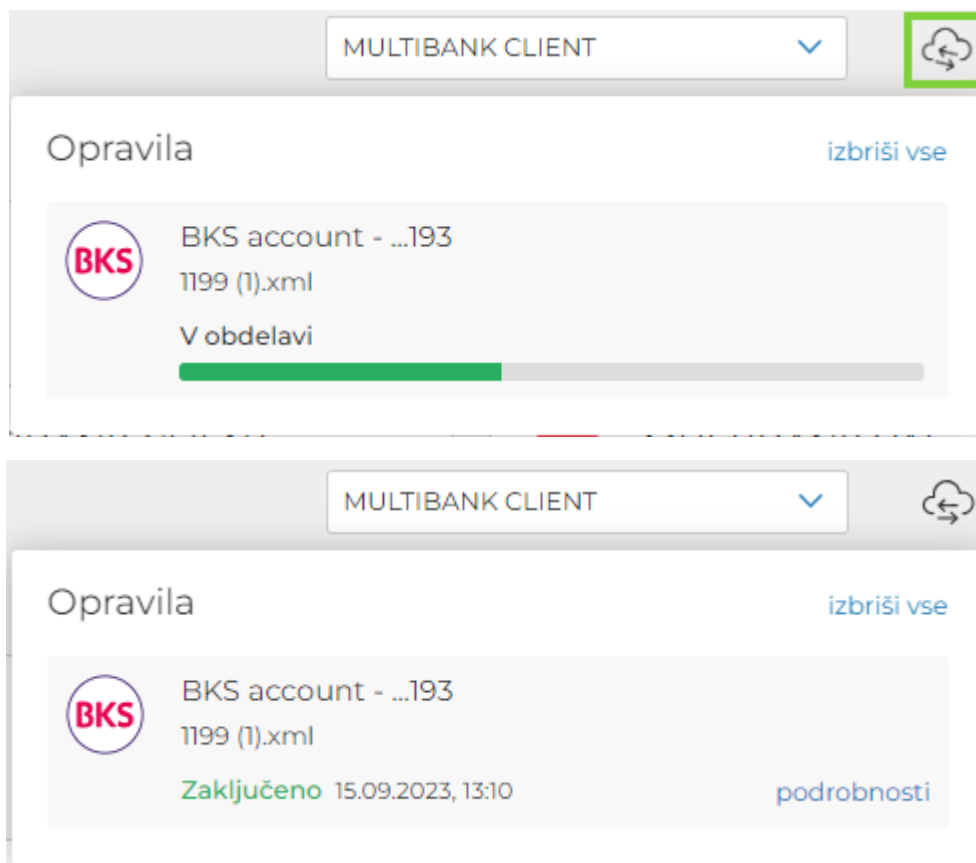 MULTIBANK CLIENT
Opravila
izbriši vse
BKS
BKS account - ...193
1199 (1).xml
V obdelavi
MULTIBANK CLIENT
Opravila
izbriši vse
BKS
BKS account - ...193
1199 (1).xml
Zaključeno 15.09.2023, 13:10
podrobnosti